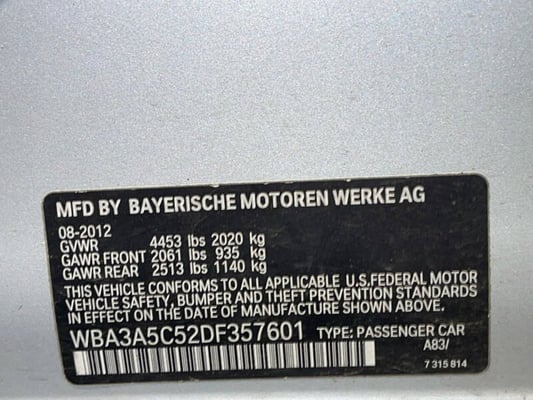 MFD BY BAYERISCHE MOTOREN WERKE AG
08-2012
GVWR 4453 lbs 2020 kg
GAWR FRONT 2061 lbs 935 kg
GAWR REAR 2513 lbs 1140 kg
THIS VEHICLE CONFORMS TO ALL APPLICABLE U.S.FEDERAL MOTOR
VEHICLE SAFETY, BUMPER AND THEFT PREVENTION STANDARDS
IN EFFECT ON THE DATE OF MANUFACTURE SHOWN ABOVE.
WBA3A5C52DF357601 TYPE: PASSENGER CAR
A83/
7 315 814